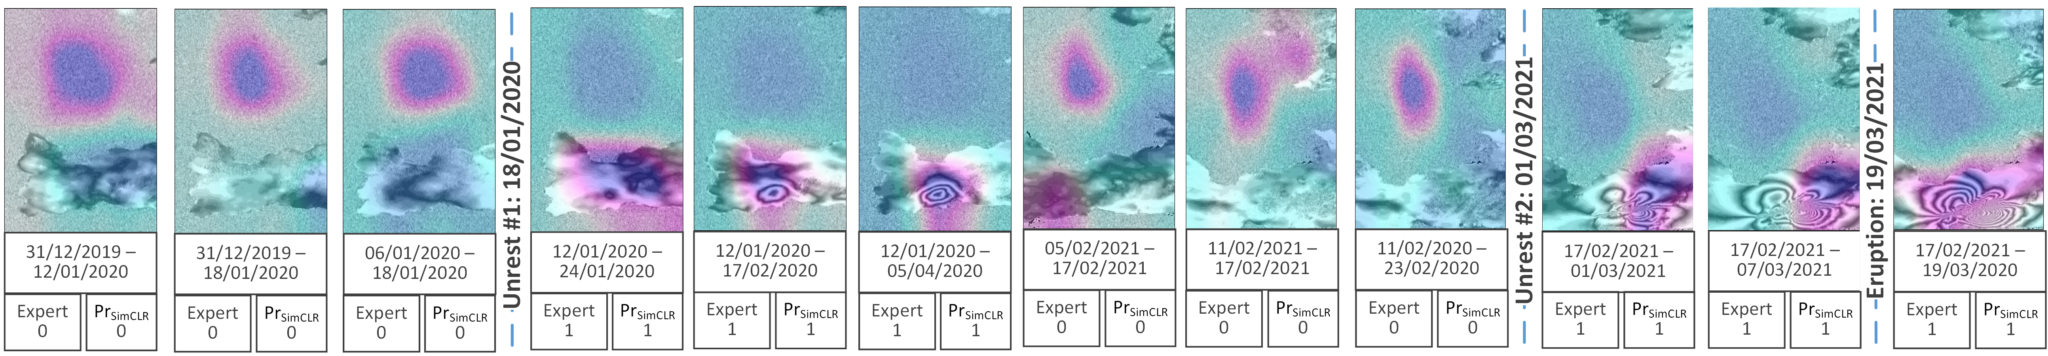 31/12/2019 –
12/01/2020
Expert
0
PrSimCLR
0
31/12/2019 –
18/01/2020
Expert
0
PrSimCLR
0
06/01/2020 –
18/01/2020
Expert
0
PrSimCLR
0
Unrest #1: 18/01/2020
12/01/2020 –
24/01/2020
Expert
1
PrSimCLR
1
12/01/2020 –
17/02/2020
Expert
1
PrSimCLR
1
12/01/2020 –
05/04/2020
Expert
1
PrSimCLR
1
05/02/2021 –
17/02/2021
Expert
0
PrSimCLR
0
11/02/2021 –
17/02/2021
Expert
0
PrSimCLR
0
11/02/2020 –
23/02/2020
Expert
0
PrSimCLR
0
Unrest #2: 01/03/2021
17/02/2021 –
01/03/2021
Expert
1
PrSimCLR
1
17/02/2021 –
07/03/2021
Expert
1
PrSimCLR
1
Eruption: 19/03/2021
17/02/2021 –
19/03/2020
Expert
1
PrSimCLR
1